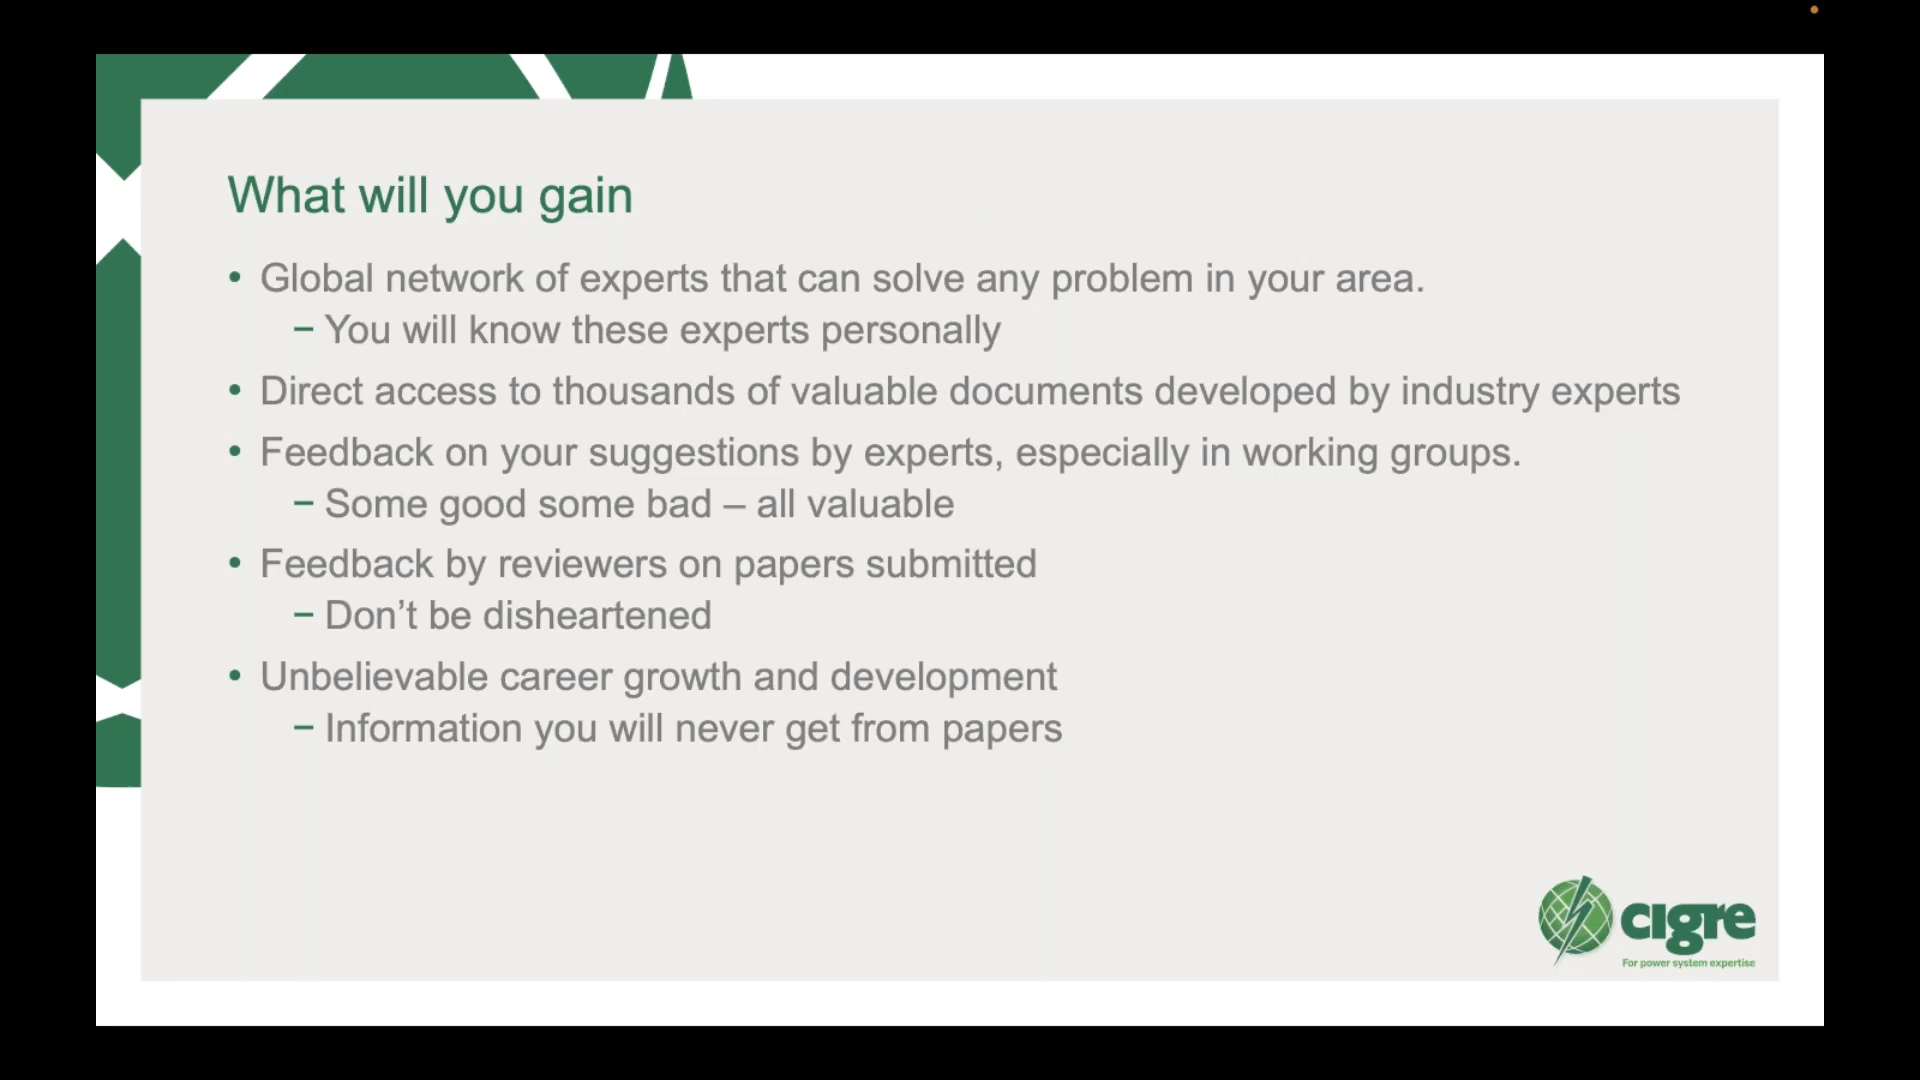 What will you gain
• Global network of experts that can solve any problem in your area.
– You will know these experts personally
• Direct access to thousands of valuable documents developed by industry experts
• Feedback on your suggestions by experts, especially in working groups.
– Some good some bad – all valuable
• Feedback by reviewers on papers submitted
– Don’t be disheartened
• Unbelievable career growth and development
– Information you will never get from papers
cigre
For power system expertise